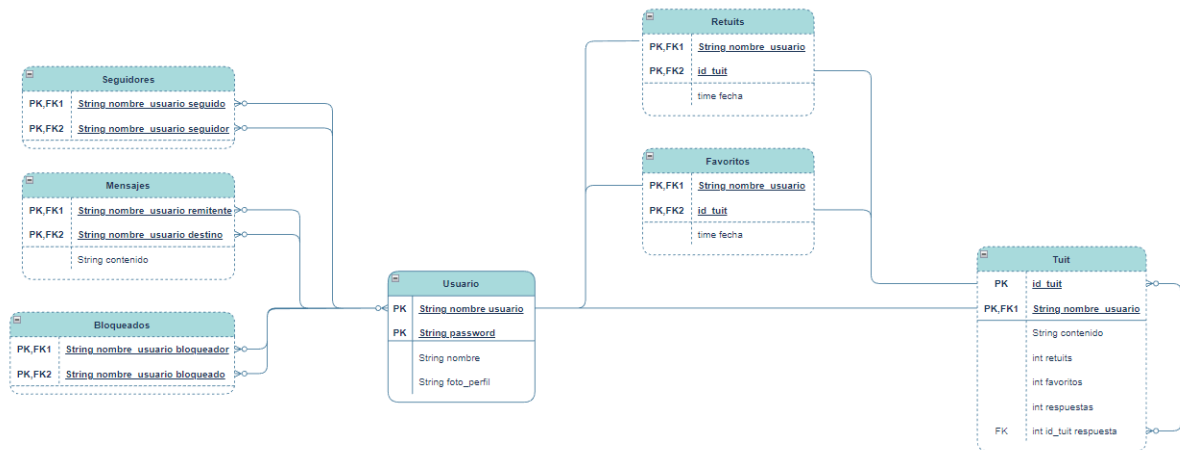 Retuits
PK,FK1 String nombre_usuario
PK,FK2 id_tuit
time fecha
Seguidores
PK,FK1 String nombre_usuario seguido
PK,FK2 String nombre_usuario seguidor
Favoritos
PK,FK1 String nombre_usuario
PK,FK2 id_tuit
time fecha
Mensajes
PK,FK1 String nombre_usuario remitente
PK,FK2 String nombre_usuario destino
String contenido
Usuario
PK String nombre usuario
PK String password
String nombre
String foto_perfil
Tuit
PK id_tuit
PK,FK1 String nombre_usuario
String contenido
int retuits
int favoritos
int respuestas
FK int id_tuit respuesta
Bloqueados
PK,FK1 String nombre_usuario bloqueador
PK,FK2 String nombre_usuario bloqueado